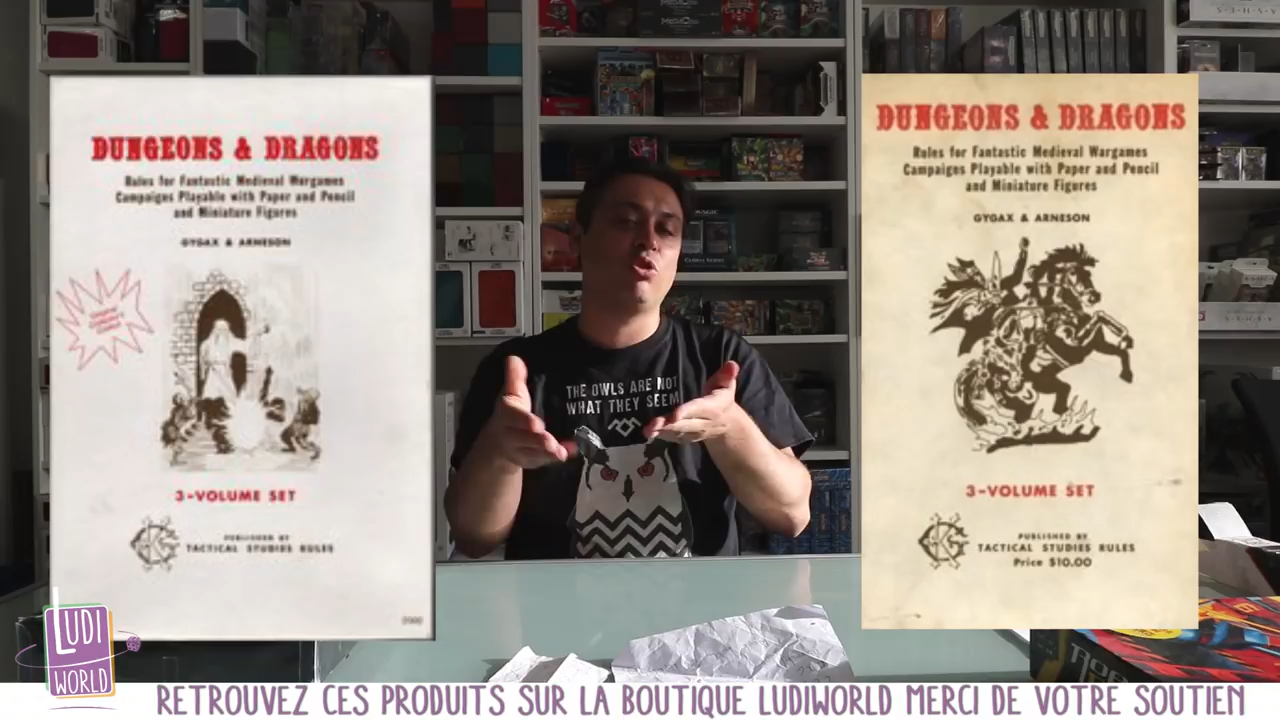 DUNGEONS & DRAGONS
Rules for Fantastic Medieval Wargames
Campaigns Playable with Paper and Pencil
and Miniature Figures
GYGAX & ARNESON
3-VOLUME SET
PUBLISHED BY
TACTICAL STUDIES RULES
DUNGEONS & DRAGONS
Rules for Fantastic Medieval Wargames
Campaigns Playable with Paper and Pencil
and Miniature Figures
GYGAX & ARNESON
3-VOLUME SET
PUBLISHED BY
TACTICAL STUDIES RULES
Price $10.00
THE OWLS ARE NOT
WHAT THEY SEEM
MAGIC
LUDI
WORLD
RETROUVEZ CES PRODUITS SUR LA BOUTIQUE LUDIWORLD MERCI DE VOTRE SOUTIEN